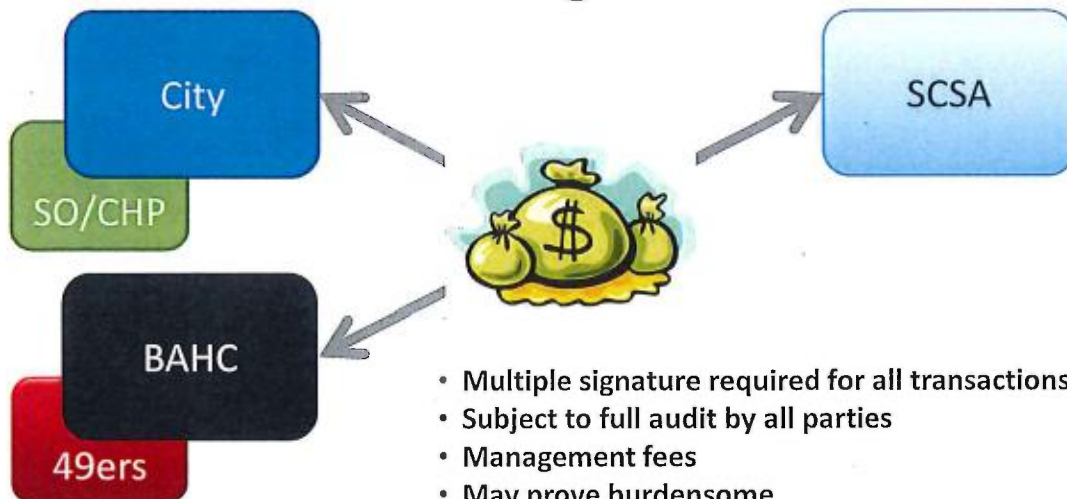 City
SCSA
SO/CHP
$
BAHC
49ers
• Multiple signature required for all transactions
• Subject to full audit by all parties
• Management fees
• May prove burdensome